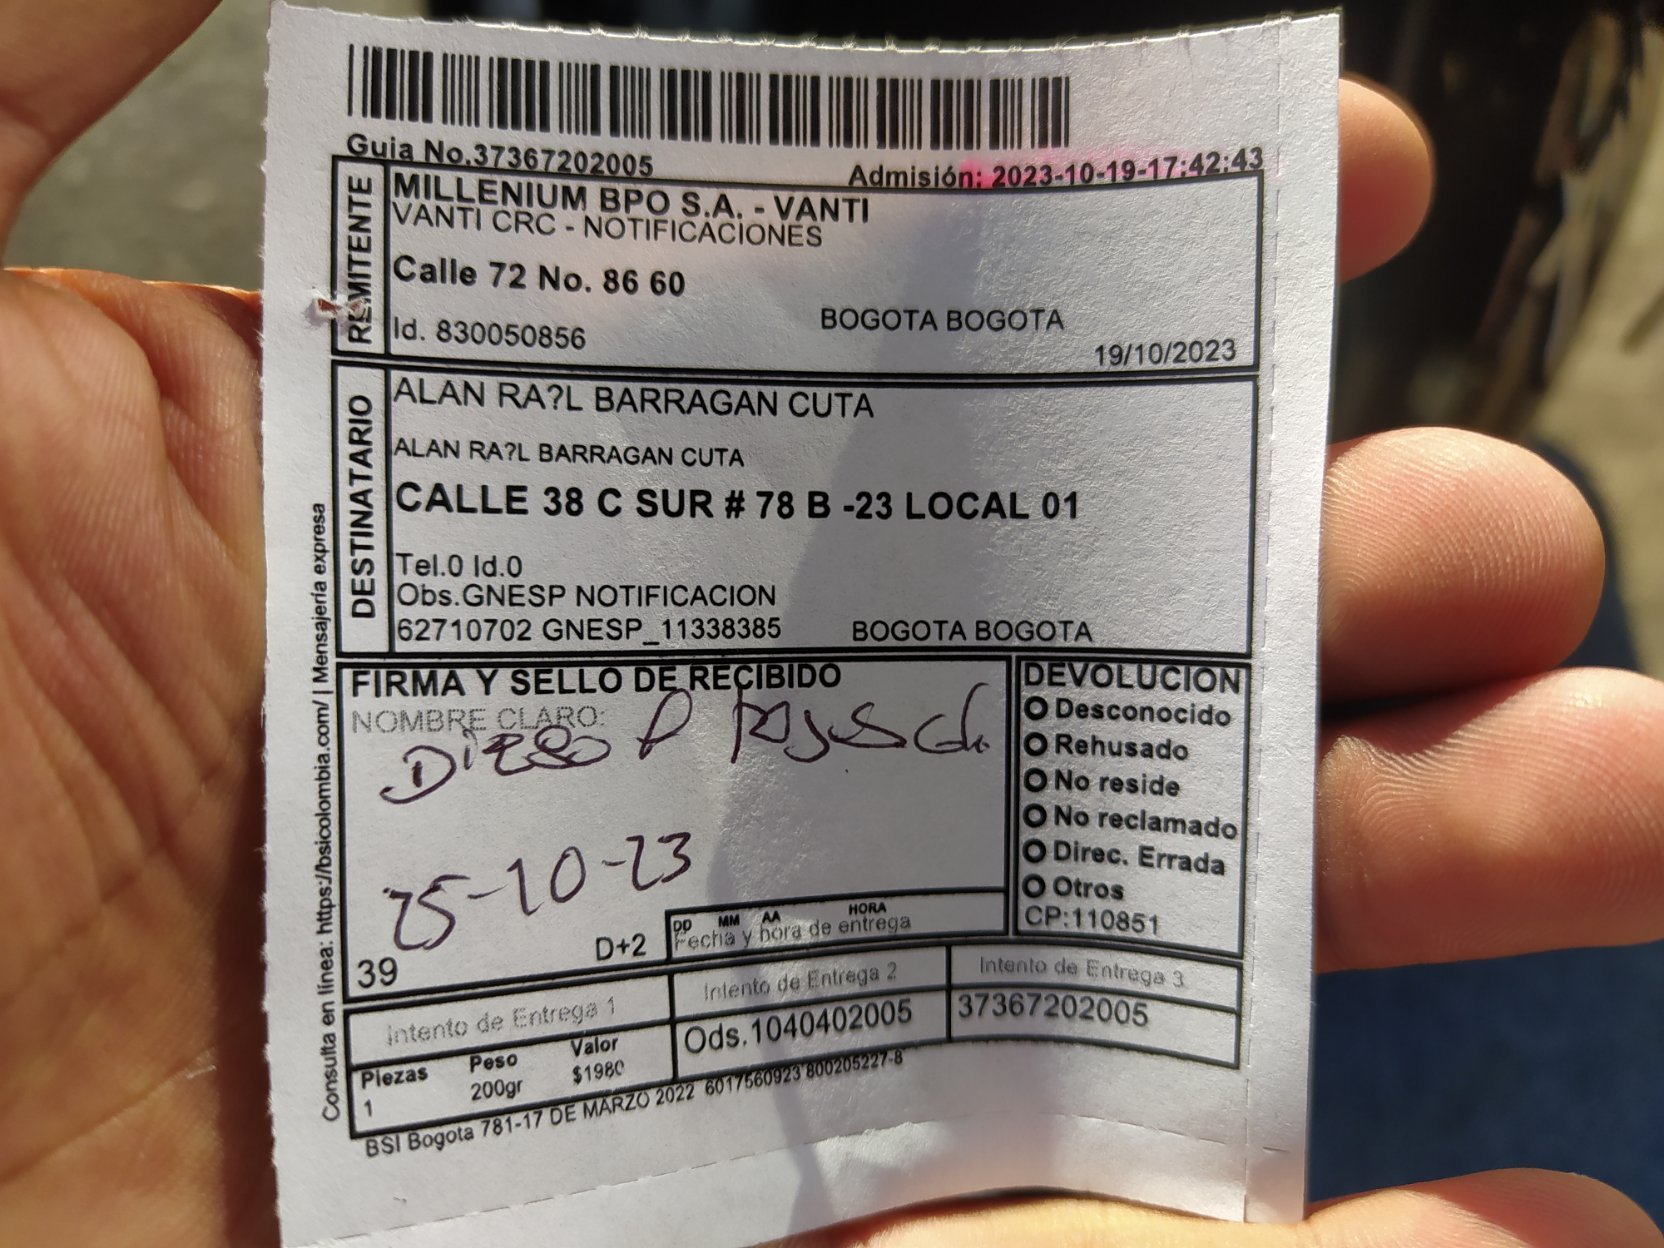 Guia No.37367202005
Admisión: 2023-10-19-17:42:43
REMITENTE
MILLENIUM BPO S.A. - VANTI
VANTI CRC - NOTIFICACIONES
Calle 72 No. 86 60
BOGOTA BOGOTA
Id. 830050856
19/10/2023
DESTINATARIO
ALAN RA?L BARRAGAN CUTA
ALAN RA?L BARRAGAN CUTA
CALLE 38 C SUR # 78 B -23 LOCAL 01
Tel.0 Id.0
Obs.GNESP NOTIFICACION
62710702 GNESP_11338385 BOGOTA BOGOTA
FIRMA Y SELLO DE RECIBIDO
NOMBRE CLARO:
Diego
25-10-23
39
D+2
DD MM AA HORA
Fecha y hora de entrega
DEVOLUCION
Desconocido
Rehusado
No reside
No reclamado
Direc. Errada
Otros
CP:110851
Intento de Entrega 1
Intento de Entrega 2
Intento de Entrega 3
Piezas Peso Valor
1 200gr $1980
Ods.1040402005
37367202005
BSI Bogota 781-17 DE MARZO 2022 6017560923 800205227-8
Consulta en línea: https://bsicolombia.com/ | Mensajería expresa